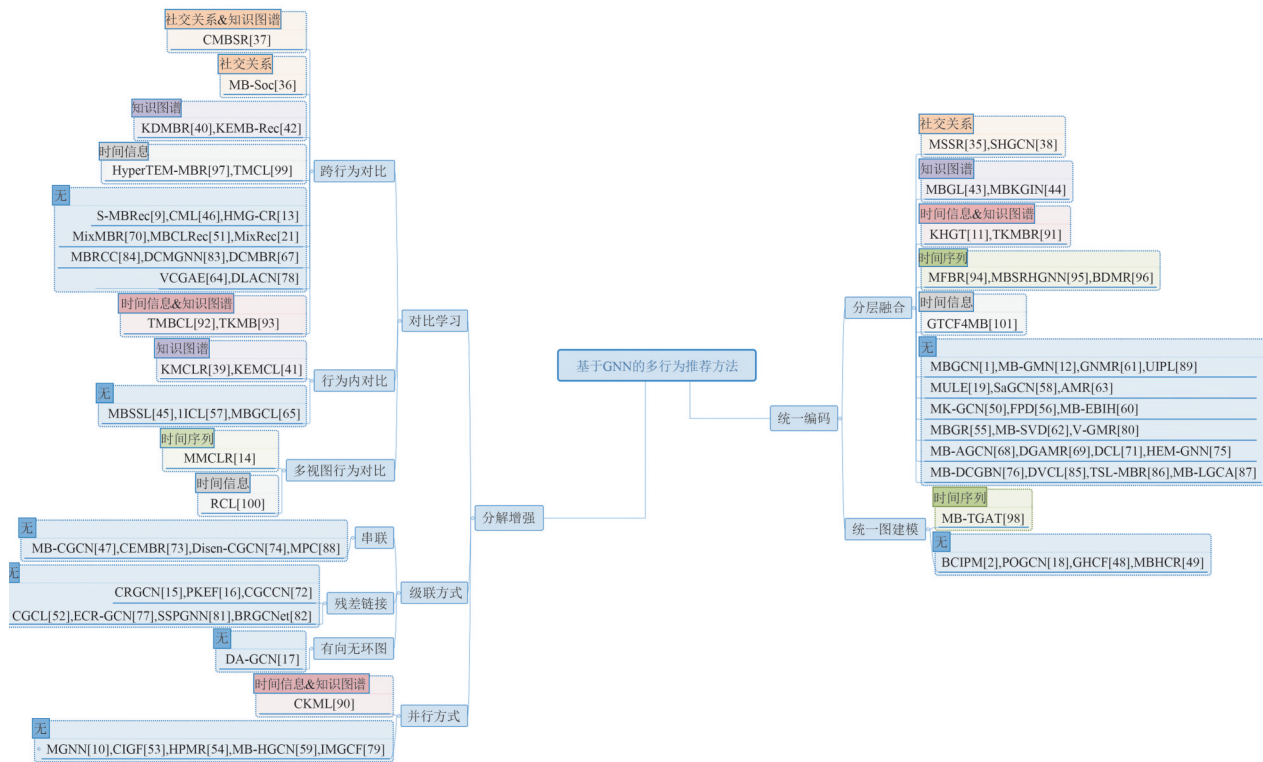 社交关系&知识图谱
CMBSR[37]
社交关系
MB-Soc[36]
知识图谱
KDMBR[40],KEMB-Rec[42]
时间信息
HyperTEM-MBR[97],TMCL[99]
跨行为对比
无
S-MBRec[9],CML[46],HMG-CR[13]
MixMBR[70],MBCLRec[51],MixRec[21]
MBRCC[84],DCMGNN[83],DCMBR[67]
VCGAE[64],DLACN[78]
时间信息&知识图谱
TMBCL[92],TKMB[93]
对比学习
知识图谱
KMCLR[39],KEMCL[41]
行为内对比
无
MBSSL[45],1ICL[57],MBGCL[65]
时间序列
MMCLR[14]
多视图行为对比
时间信息
RCL[100]
分解增强
无
MB-CGCN[47],CEMBR[73],Disen-CGCN[74],MPC[88]
串联
无
CRGCN[15],PKEF[16],CGCCN[72]
CGCL[52],ECR-GCN[77],SSPGNN[81],BRGCNet[82]
残差链接
级联方式
无
DA-GCN[17]
有向无环图
时间信息&知识图谱
CKML[90]
并行方式
无
MGNN[10],CIGF[53],HPMR[54],MB-HGCN[59],IMGCF[79]
基于GNN的多行为推荐方法
统一编码
分层融合
社交关系
MSSR[35],SHGCN[38]
知识图谱
MBGL[43],MBKGIN[44]
时间信息&知识图谱
KHGT[11],TKMBR[91]
时间序列
MFBR[94],MBSRHGNN[95],BDMR[96]
时间信息
GTCF4MB[101]
无
MBGCN[1],MB-GMN[12],GNMR[61],UIPL[89]
MULE[19],SaGCN[58],AMR[63]
MK-GCN[50],FPD[56],MB-EBIH[60]
MBGR[55],MB-SVD[62],V-GMR[80]
MB-AGCN[68],DGAMR[69],DCL[71],HEM-GNN[75]
MB-DCGBN[76],DVCL[85],TSL-MBR[86],MB-LGCA[87]
统一图建模
时间序列
MB-TGAT[98]
无
BCIPM[2],POGCN[18],GHCF[48],MBHCR[49]